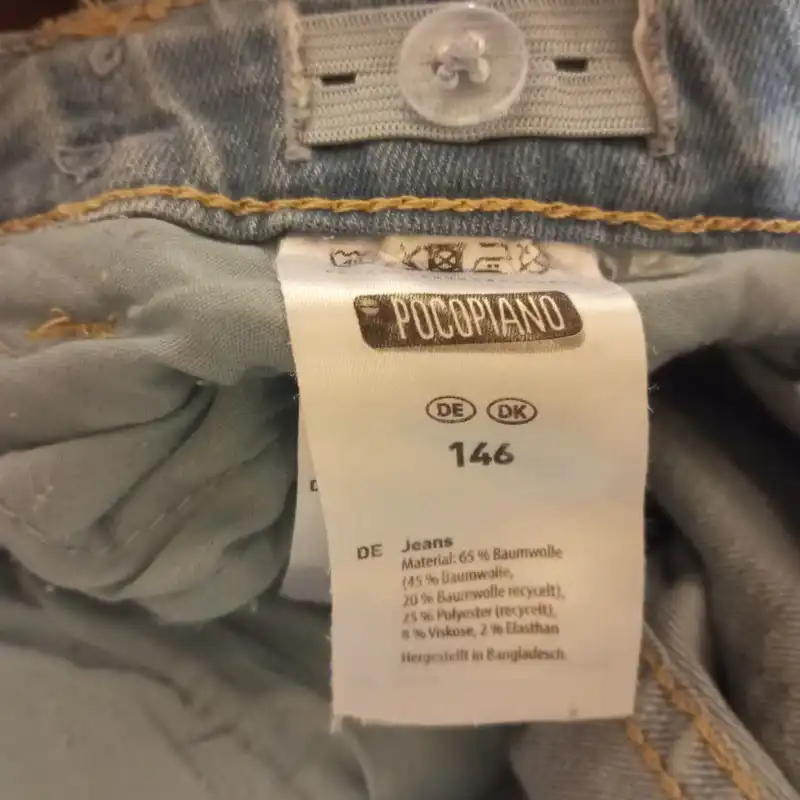 POCOPIANO
DE DK
146
DE Jeans
Material: 65 % Baumwolle
(45 % Baumwolle,
20 % Baumwolle recycelt),
25 % Polyester (recycelt),
8 % Viskose, 2 % Elasthan
Hergestellt in Bangladesch